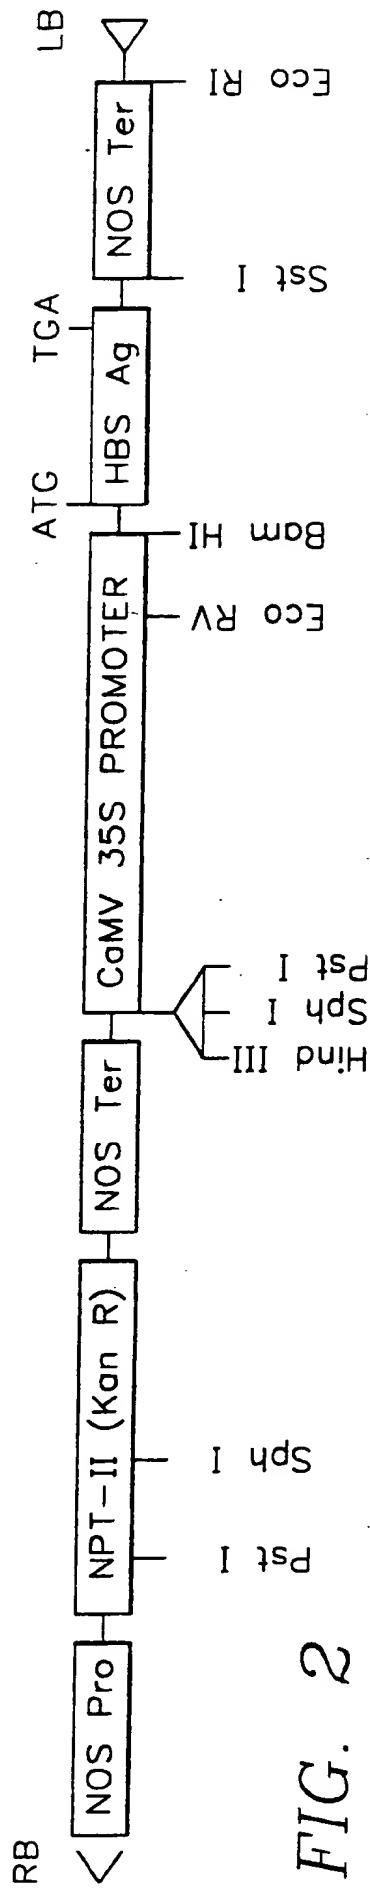 RB
NOS Pro
NPT-II (Kan R)
NOS Ter
CaMV 35S PROMOTER
ATG
HBS Ag
TGA
NOS Ter
LB
Pst I
Sph I
Hind III
Sph I
Pst I
Eco RV
Bam HI
Sst I
Eco RI
FIG. 2